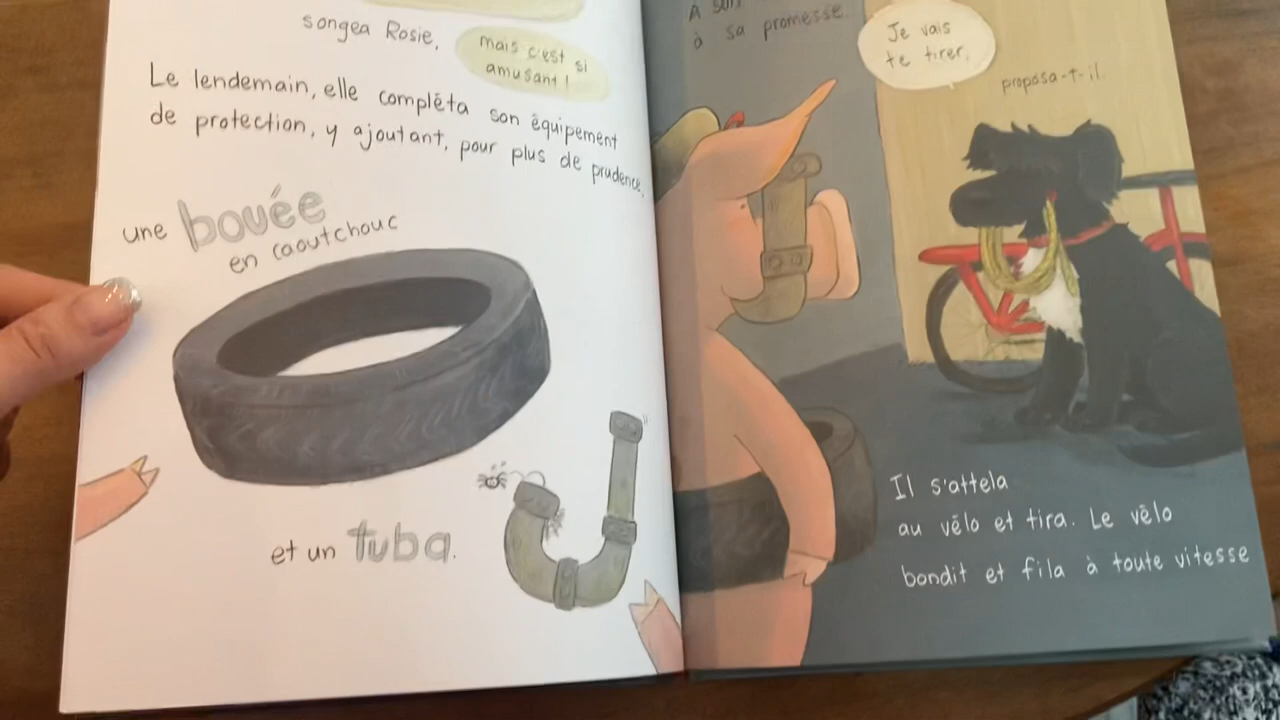 songea Rosie,
mais c'est si
amusant !
Le lendemain, elle compléta son équipement
de protection, y ajoutant, pour plus de prudence,
une bouée
en caoutchouc
et un tuba.
à sa promesse.
Je vais
te tirer,
proposa-t-il.
Il s'attela
au vélo et tira. Le vélo
bondit et fila à toute vitesse